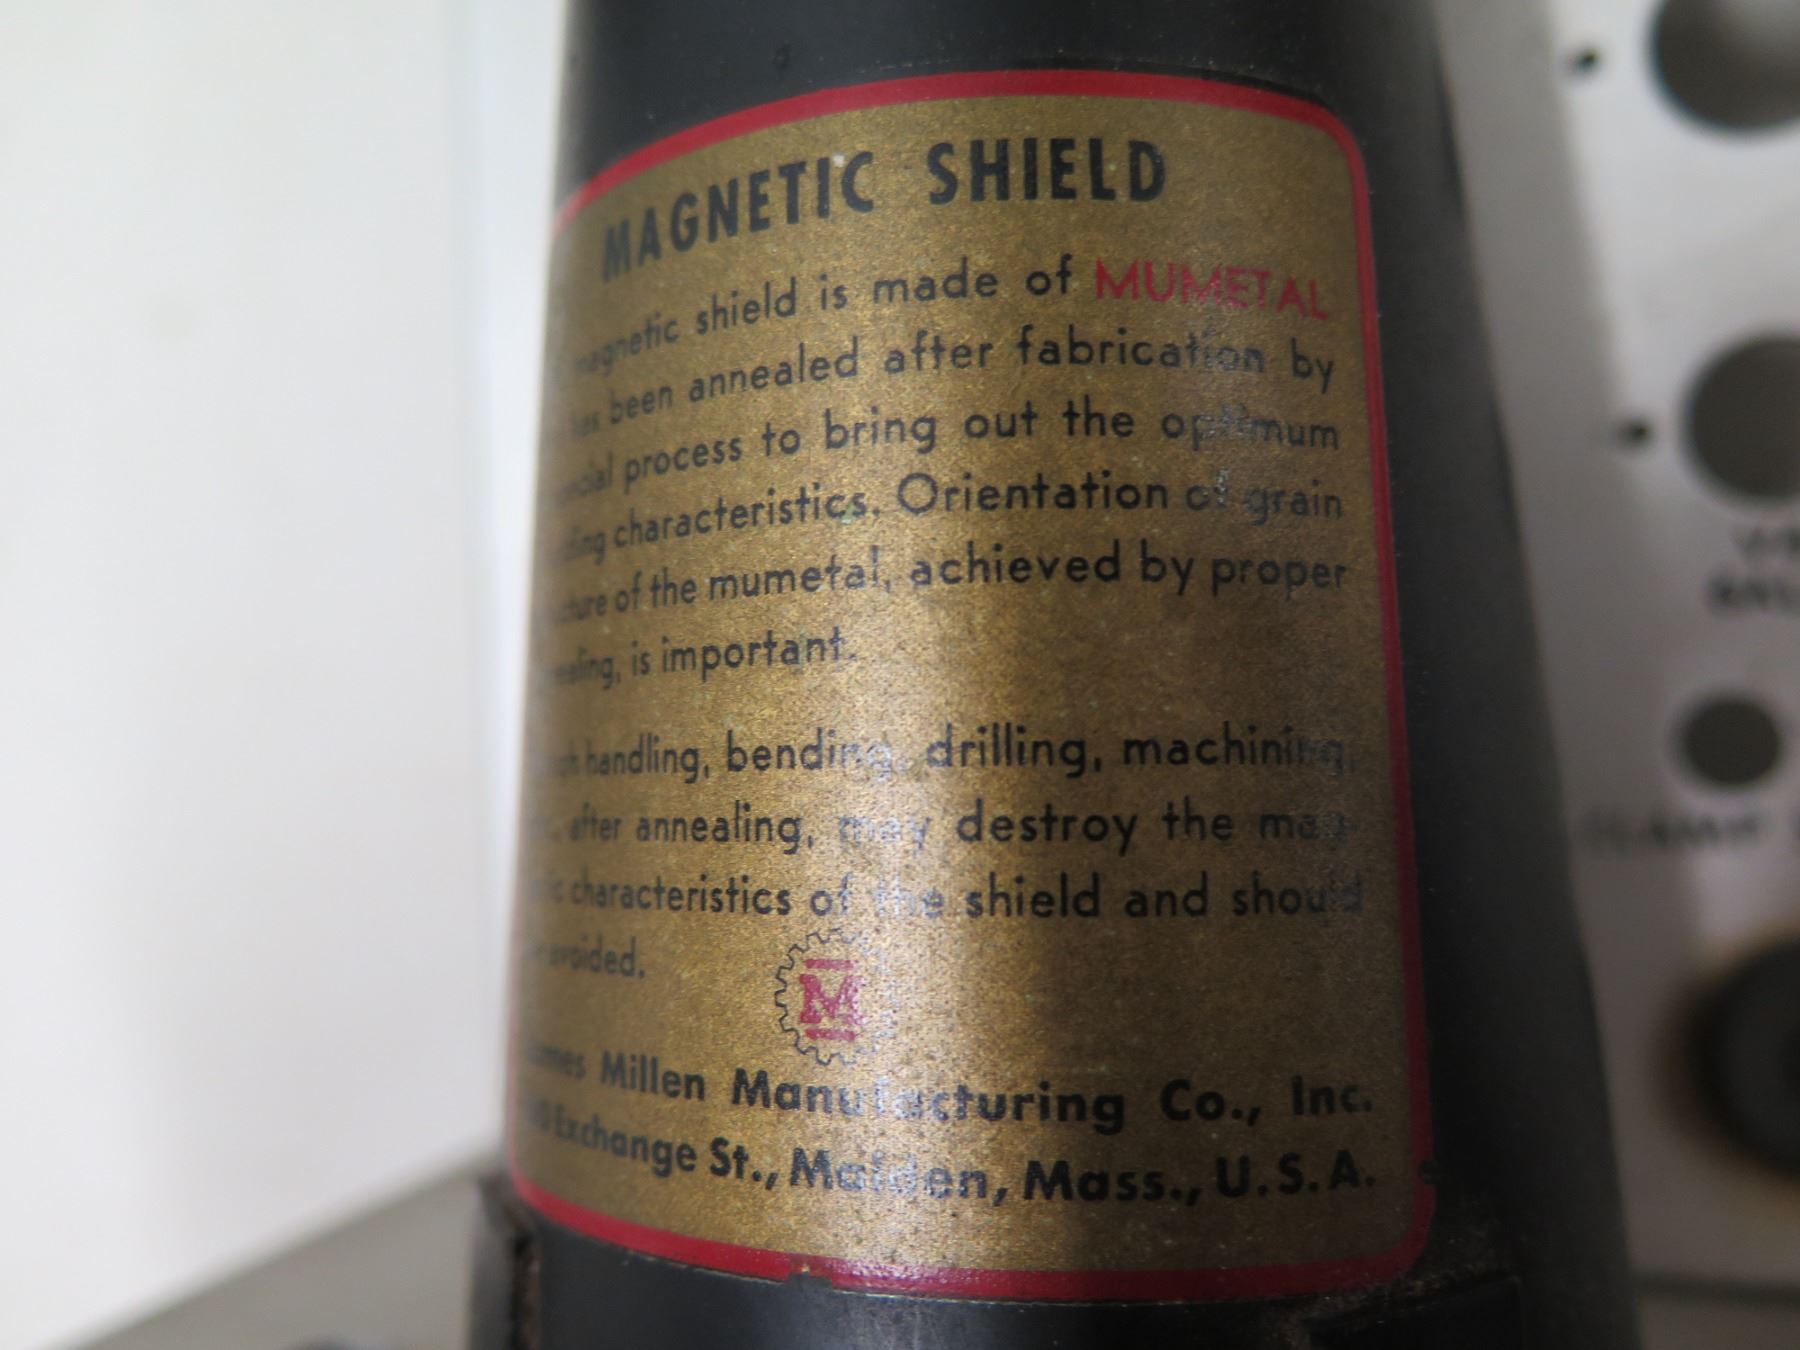 MAGNETIC SHIELD
magnetic shield is made of MUMETAL
has been annealed after fabrication by
process to bring out the optimum
characteristics. Orientation of grain
of the mumetal, achieved by proper
is important.
handling, bending, drilling, machining,
after annealing, may destroy the mag-
characteristics of the shield and should
avoided.
M
James Millen Manufacturing Co., Inc.
Exchange St., Malden, Mass., U.S.A.